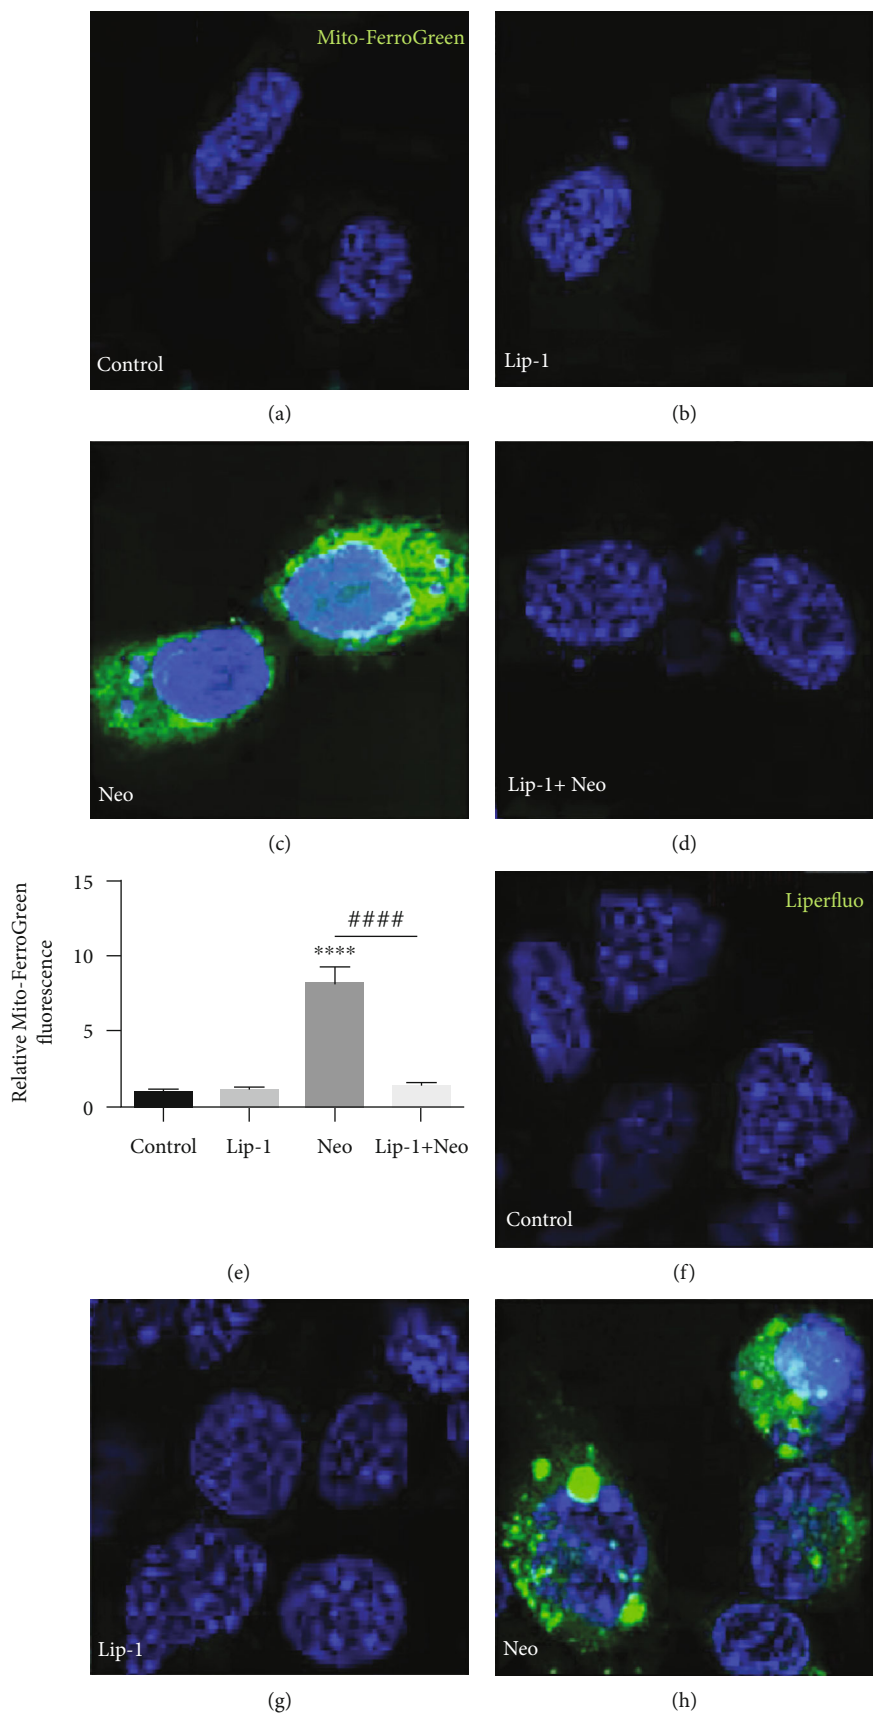 Mito-FerroGreen
Control
(a)
Lip-1
(b)
Neo
(c)
Lip-1+ Neo
(d)
Relative Mito-FerroGreen
fluorescence
15
10
5
0
####
****
Control Lip-1 Neo Lip-1+Neo
(e)
Liperfluo
Control
(f)
Lip-1
(g)
Neo
(h)